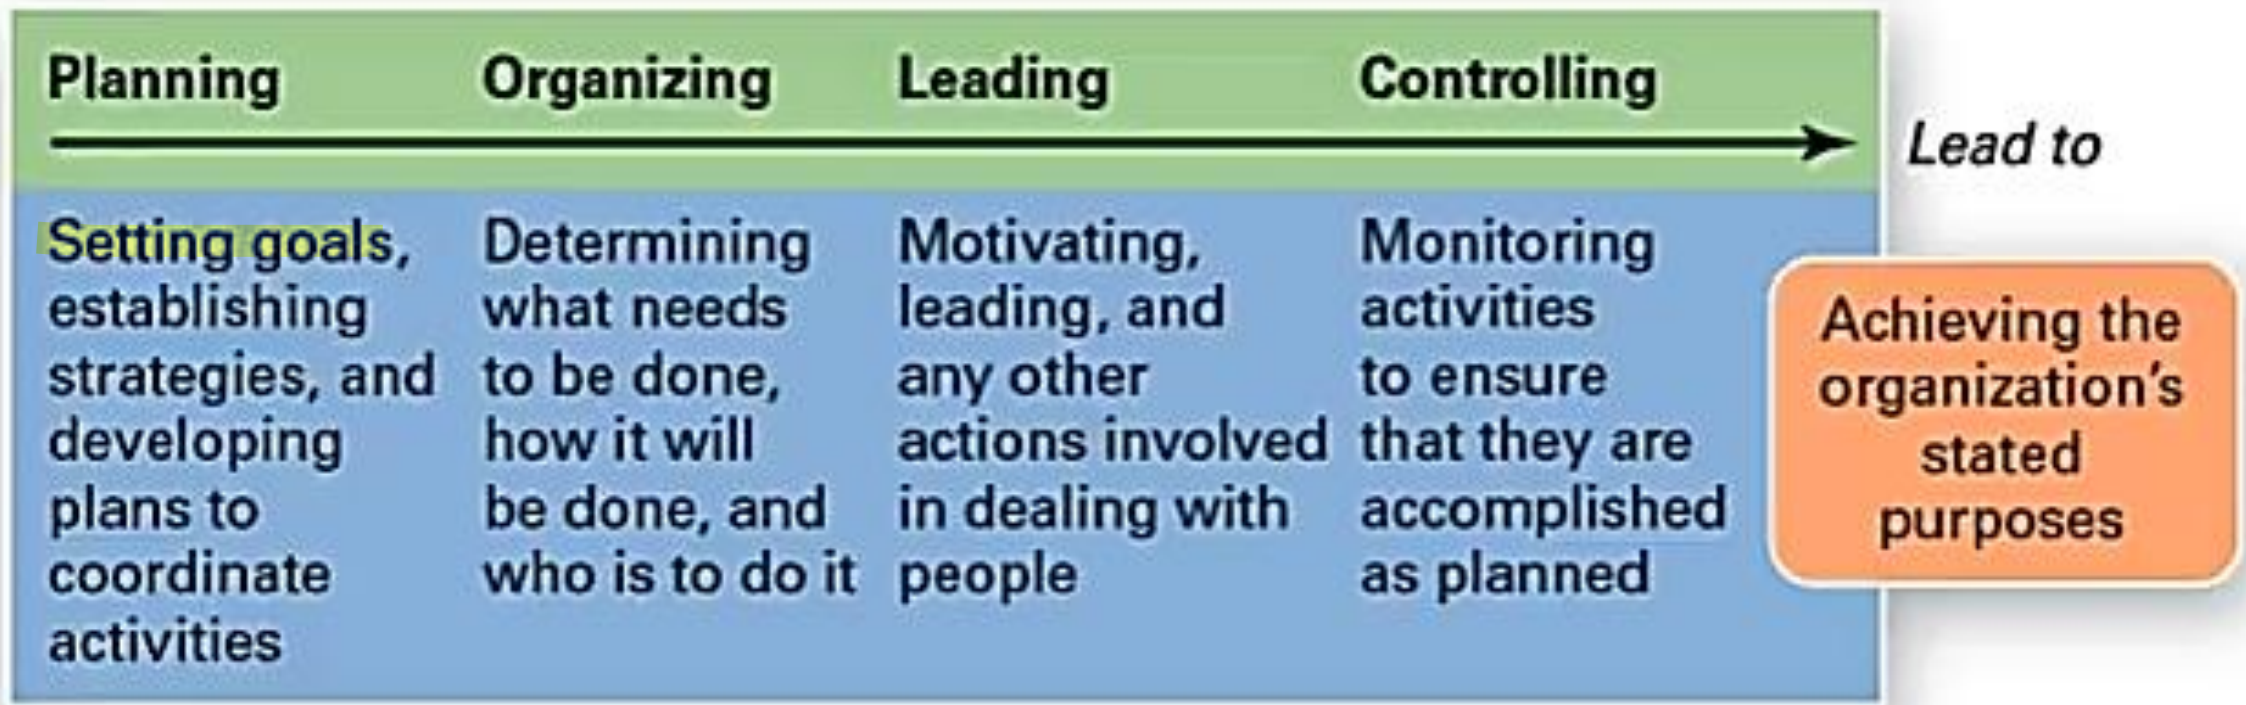 Planning
Organizing
Leading
Controlling
Lead to
Setting goals,
establishing
strategies, and
developing
plans to
coordinate
activities
Determining
what needs
to be done,
how it will
be done, and
who is to do it
Motivating,
leading, and
any other
actions involved
in dealing with
people
Monitoring
activities
to ensure
that they are
accomplished
as planned
Achieving the
organization's
stated
purposes